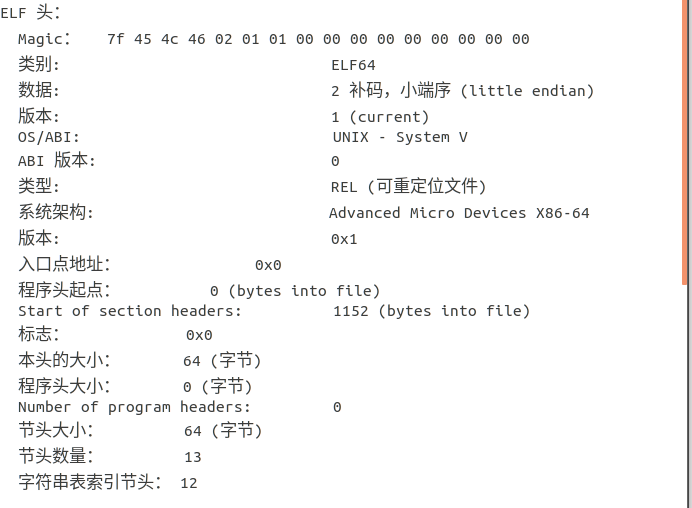 ELF 头：
Magic：  7f 45 4c 46 02 01 01 00 00 00 00 00 00 00 00 00
类别: ELF64
数据: 2 补码，小端序 (little endian)
版本: 1 (current)
OS/ABI: UNIX - System V
ABI 版本: 0
类型: REL (可重定位文件)
系统架构: Advanced Micro Devices X86-64
版本: 0x1
入口点地址： 0x0
程序头起点： 0 (bytes into file)
Start of section headers: 1152 (bytes into file)
标志： 0x0
本头的大小： 64 (字节)
程序头大小： 0 (字节)
Number of program headers: 0
节头大小： 64 (字节)
节头数量： 13
字符串表索引节头： 12